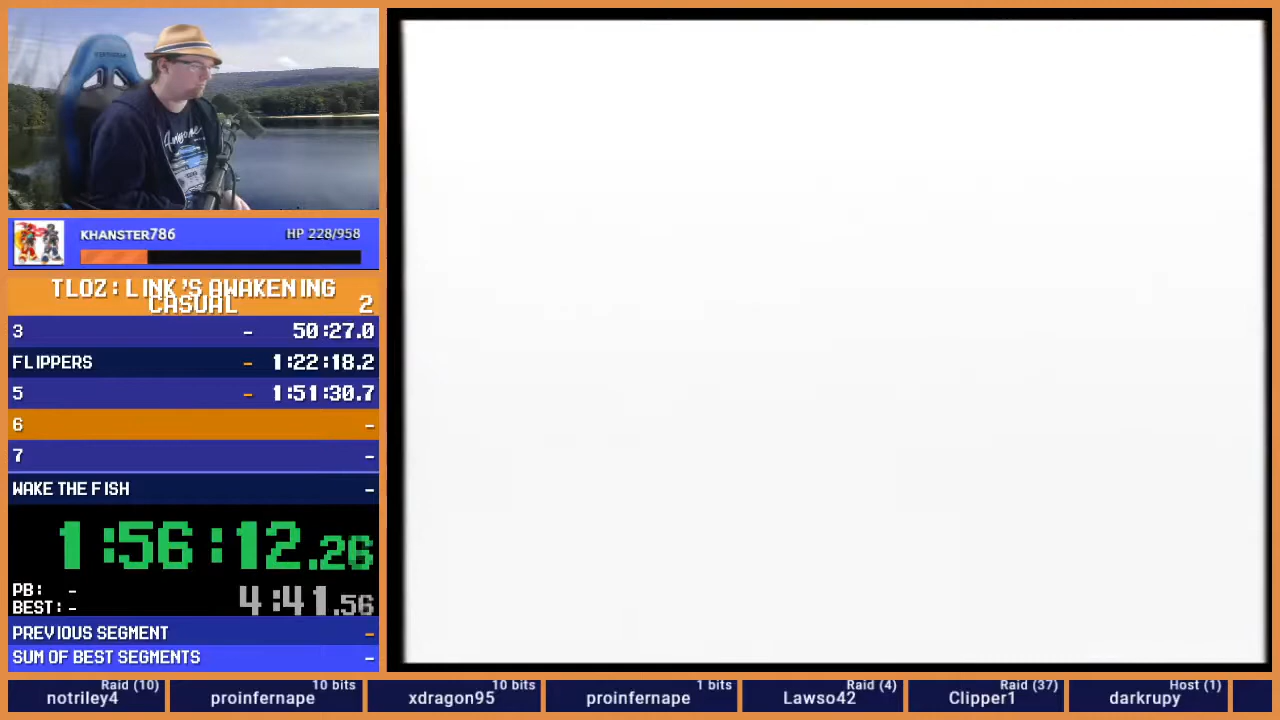 Awesome
KHANSTER786 HP 228/958
TLOZ: LINK'S AWAKENING
CASUAL 2
3 - 50:27.0
FLIPPERS - 1:22:18.2
5 - 1:51:30.7
6 -
7 -
WAKE THE FISH -
1:56:12.26
PB: -
BEST: - 4:41.56
PREVIOUS SEGMENT -
SUM OF BEST SEGMENTS -
Raid (10) 10 bits 10 bits 1 bits Raid (4) Raid (37) Host (1)
notriley4 proinfernape xdragon95 proinfernape Lawso42 Clipper1 darkrupy